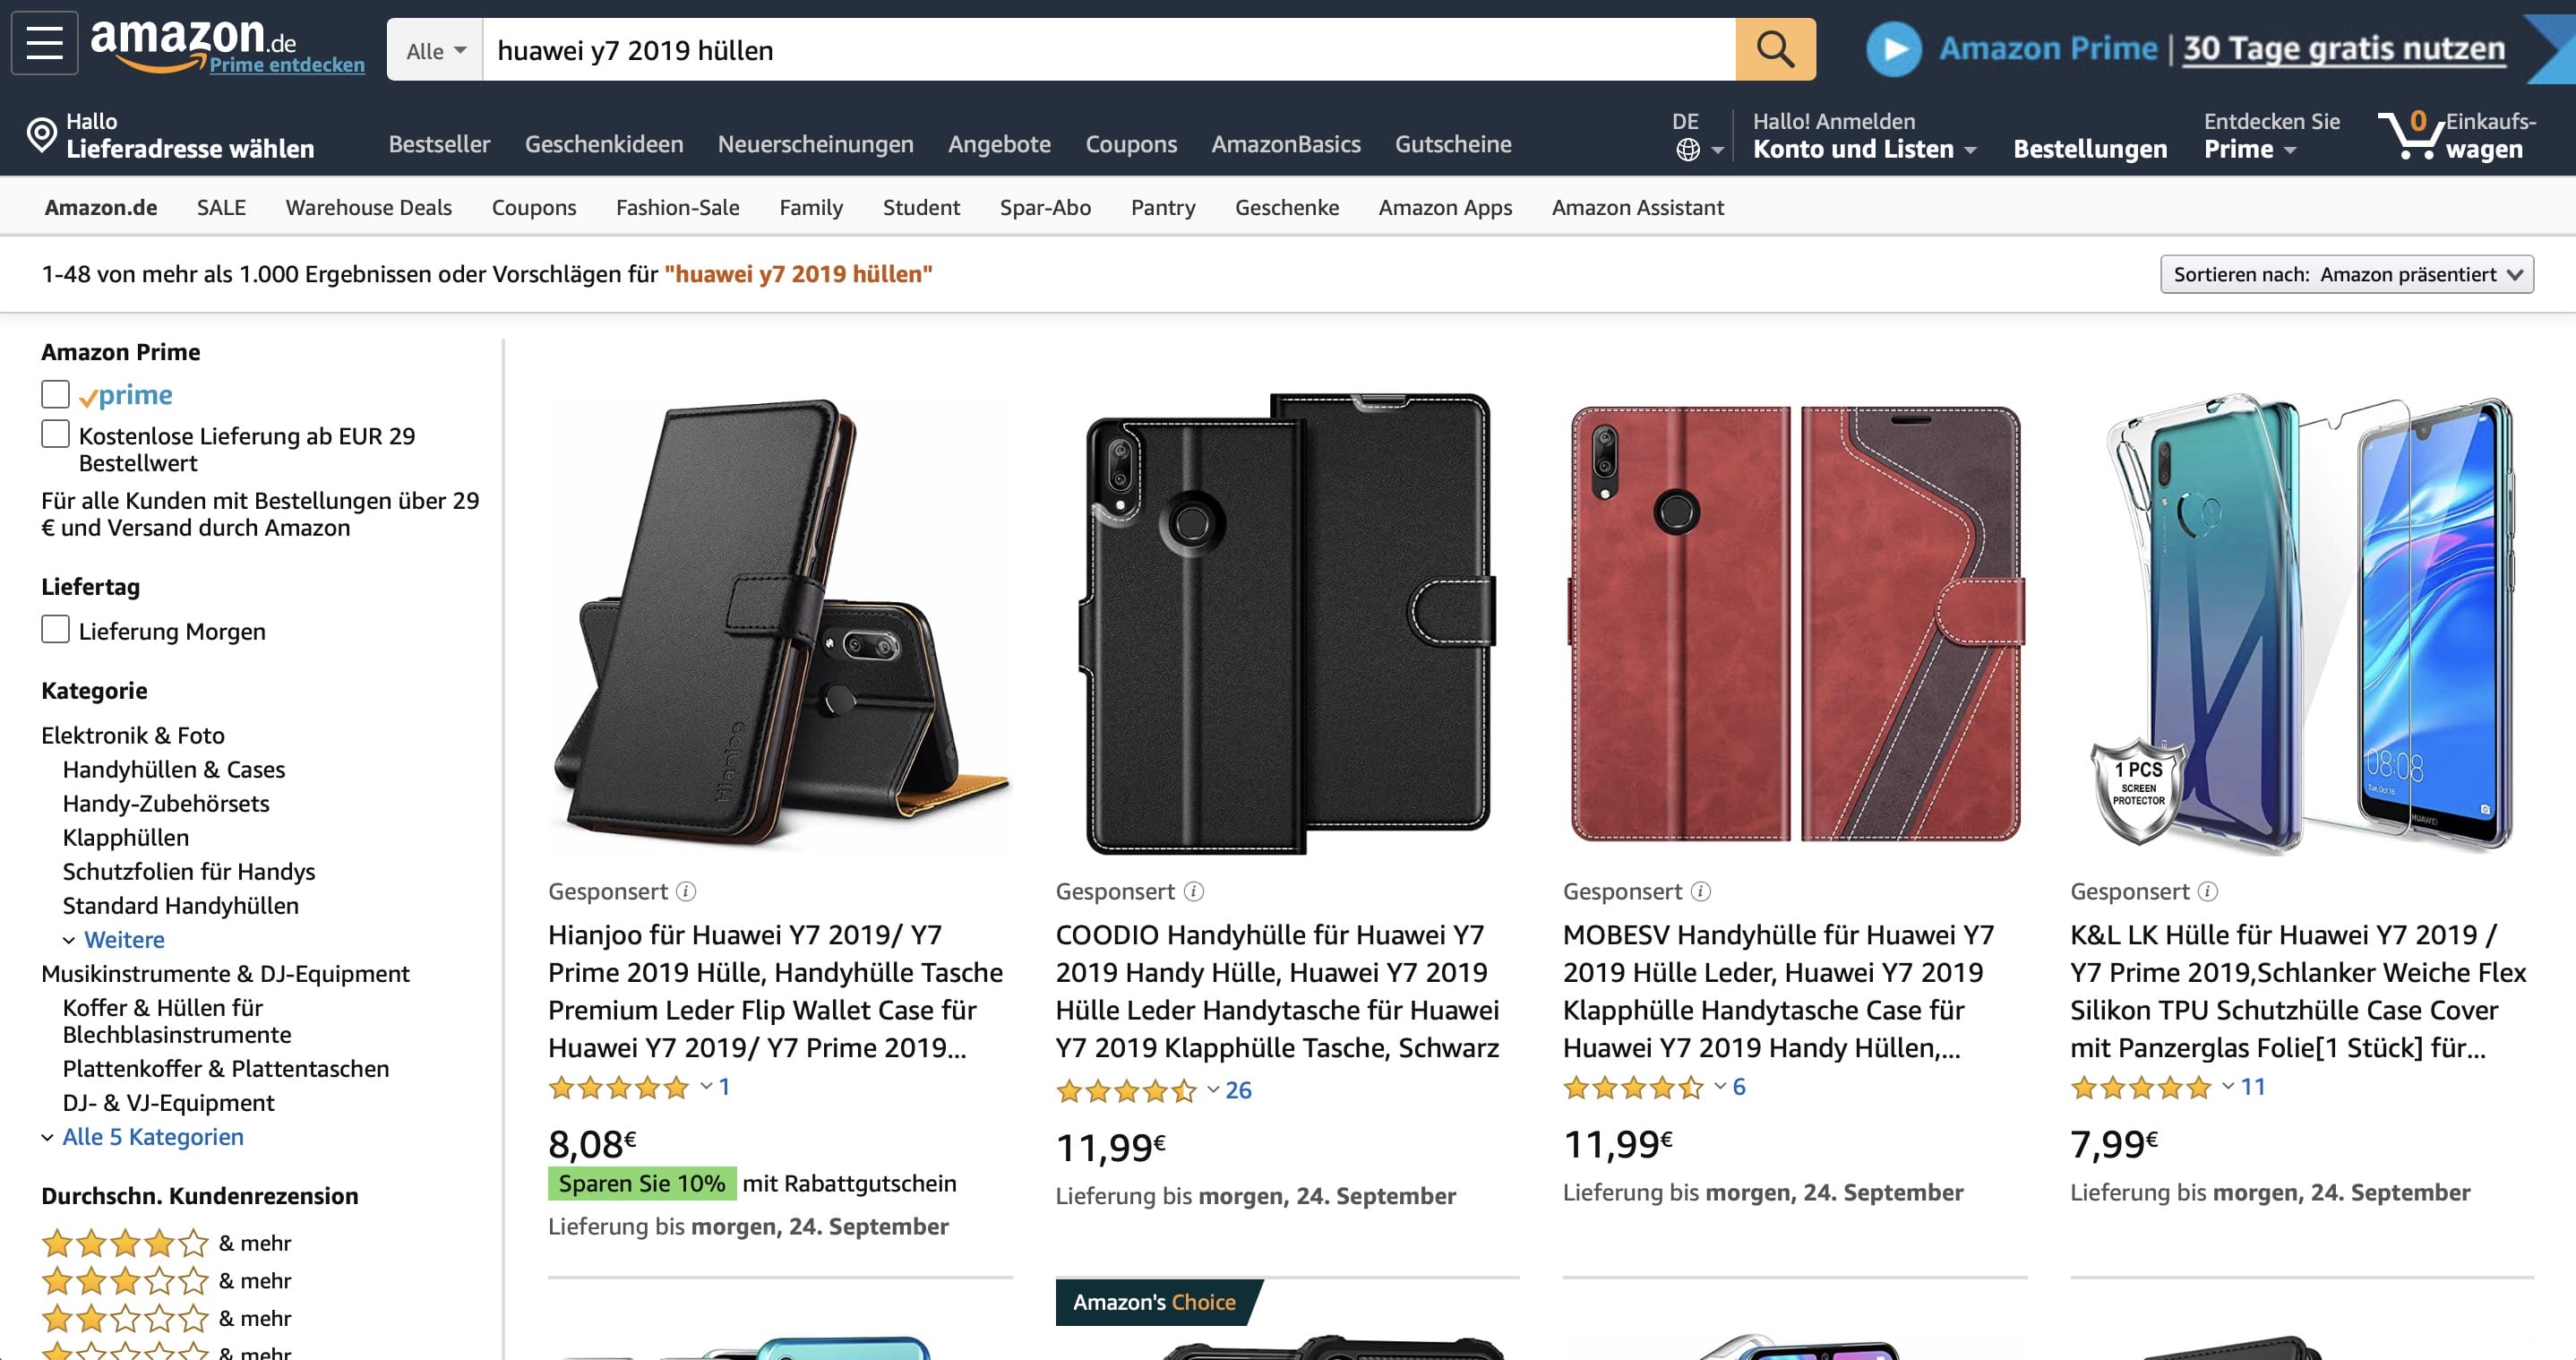 amazon.de
Prime entdecken
Alle
huawei y7 2019 hüllen
Amazon Prime | 30 Tage gratis nutzen
Hallo
Lieferadresse wählen
Bestseller
Geschenkideen
Neuerscheinungen
Angebote
Coupons
AmazonBasics
Gutscheine
DE
Hallo! Anmelden
Konto und Listen
Bestellungen
Entdecken Sie
Prime
0
Einkaufs-
wagen
Amazon.de
SALE
Warehouse Deals
Coupons
Fashion-Sale
Family
Student
Spar-Abo
Pantry
Geschenke
Amazon Apps
Amazon Assistant
1-48 von mehr als 1.000 Ergebnissen oder Vorschlägen für "huawei y7 2019 hüllen"
Sortieren nach: Amazon präsentiert
Amazon Prime
prime
Kostenlose Lieferung ab EUR 29
Bestellwert
Für alle Kunden mit Bestellungen über 29
€ und Versand durch Amazon
Liefertag
Lieferung Morgen
Kategorie
Elektronik & Foto
Handyhüllen & Cases
Handy-Zubehörsets
Klapphüllen
Schutzfolien für Handys
Standard Handyhüllen
Weitere
Musikinstrumente & DJ-Equipment
Koffer & Hüllen für
Blechblasinstrumente
Plattenkoffer & Plattentaschen
DJ- & VJ-Equipment
Alle 5 Kategorien
Durchschn. Kundenrezension
& mehr
& mehr
& mehr
& mehr
Hianjoo
Gesponsert
Hianjoo für Huawei Y7 2019/ Y7
Prime 2019 Hülle, Handyhülle Tasche
Premium Leder Flip Wallet Case für
Huawei Y7 2019/ Y7 Prime 2019...
1
8,08€
Sparen Sie 10% mit Rabattgutschein
Lieferung bis morgen, 24. September
Gesponsert
COODIO Handyhülle für Huawei Y7
2019 Handy Hülle, Huawei Y7 2019
Hülle Leder Handytasche für Huawei
Y7 2019 Klapphülle Tasche, Schwarz
26
11,99€
Lieferung bis morgen, 24. September
Gesponsert
MOBESV Handyhülle für Huawei Y7
2019 Hülle Leder, Huawei Y7 2019
Klapphülle Handytasche Case für
Huawei Y7 2019 Handy Hüllen,...
6
11,99€
Lieferung bis morgen, 24. September
1 PCS
SCREEN
PROTECTOR
08:08
Tue, Oct 16
HUAWEI
Gesponsert
K&L LK Hülle für Huawei Y7 2019 /
Y7 Prime 2019,Schlanker Weiche Flex
Silikon TPU Schutzhülle Case Cover
mit Panzerglas Folie[1 Stück] für...
11
7,99€
Lieferung bis morgen, 24. September
Amazon's Choice